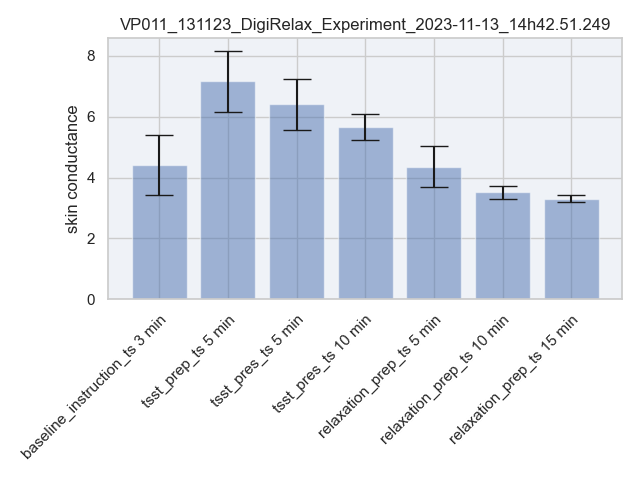 VP011_131123_DigiRelax_Experiment_2023-11-13_14h42.51.249
skin conductance
8
6
4
2
0
baseline_instruction_ts 3 min
tsst_prep_ts 5 min
tsst_pres_ts 5 min
tsst_pres_ts 10 min
relaxation_prep_ts 5 min
relaxation_prep_ts 10 min
relaxation_prep_ts 15 min